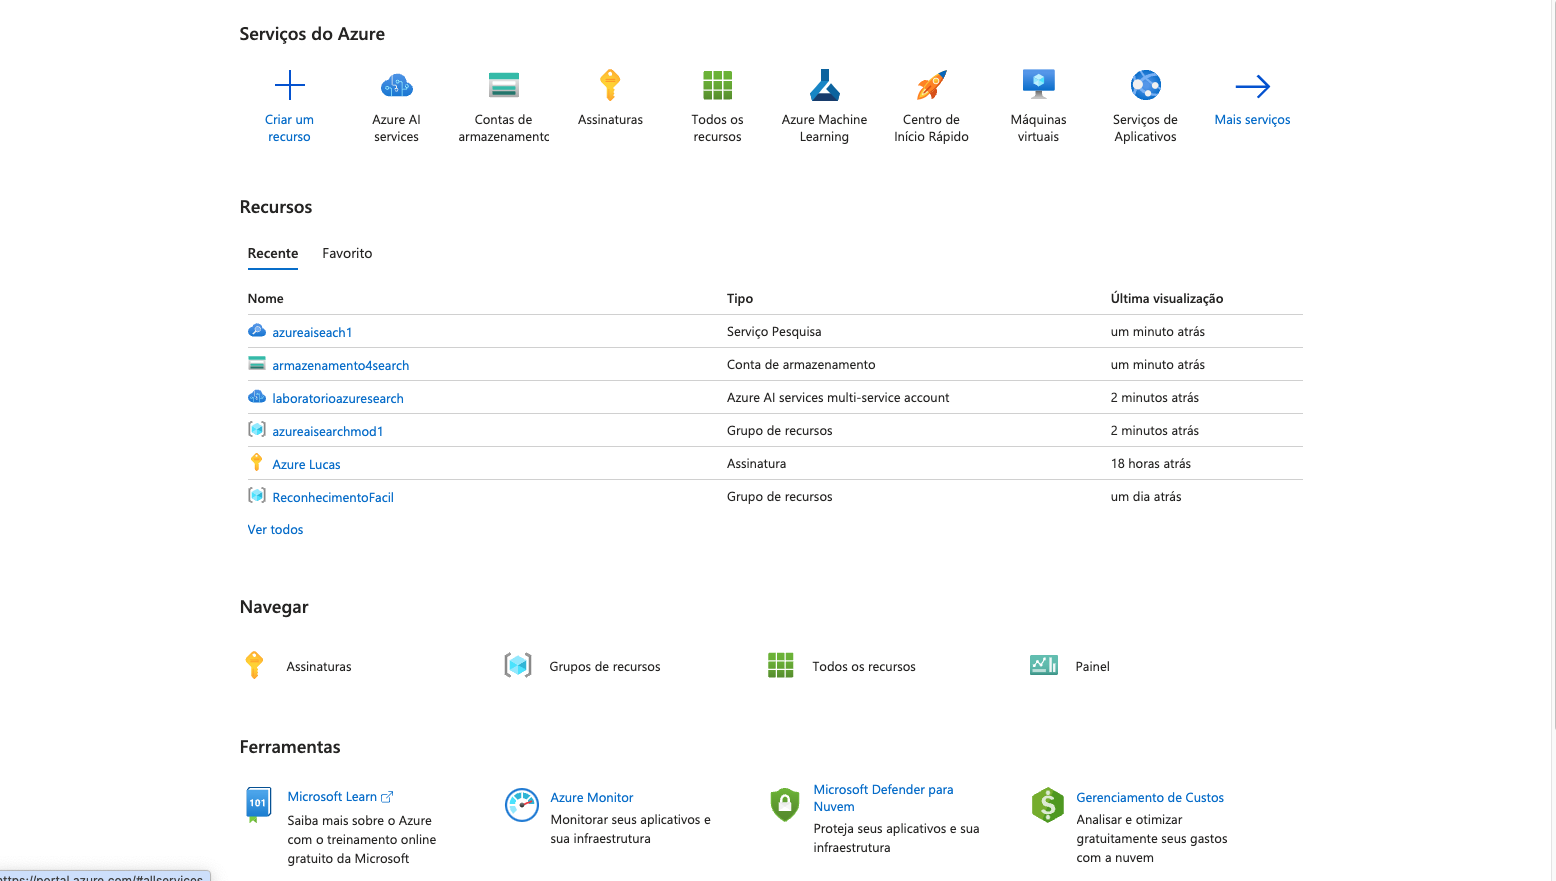 Serviços do Azure
Criar um
recurso
Azure AI
services
Contas de
armazenamento
Assinaturas
Todos os
recursos
Azure Machine
Learning
Centro de
Início Rápido
Máquinas
virtuais
Serviços de
Aplicativos
Mais serviços
Recursos
Recente Favorito
Nome Tipo Última visualização
azureaiseach1 Serviço Pesquisa um minuto atrás
armazenamento4search Conta de armazenamento um minuto atrás
laboratorioazuresearch Azure AI services multi-service account 2 minutos atrás
azureaisearchmod1 Grupo de recursos 2 minutos atrás
Azure Lucas Assinatura 18 horas atrás
ReconhecimentoFacil Grupo de recursos um dia atrás
Ver todos
Navegar
Assinaturas Grupos de recursos Todos os recursos Painel
Ferramentas
101
Microsoft Learn
Saiba mais sobre o Azure
com o treinamento online
gratuito da Microsoft
Azure Monitor
Monitorar seus aplicativos e
sua infraestrutura
Microsoft Defender para
Nuvem
Proteja seus aplicativos e sua
infraestrutura
$
Gerenciamento de Custos
Analisar e otimizar
gratuitamente seus gastos
com a nuvem
https://portal.azure.com/#allservices